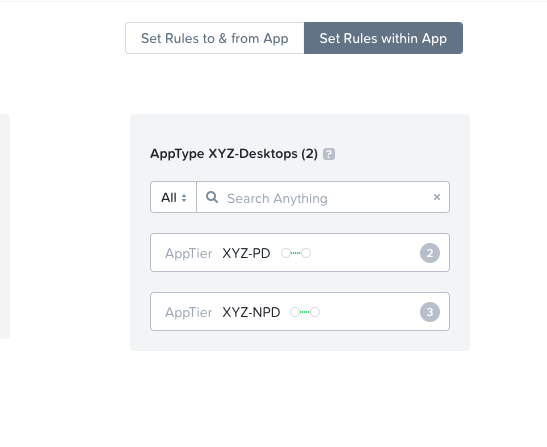 Set Rules to & from App
Set Rules within App
AppType XYZ-Desktops (2) ?
All
Search Anything ×
AppTier XYZ-PD 2
AppTier XYZ-NPD 3